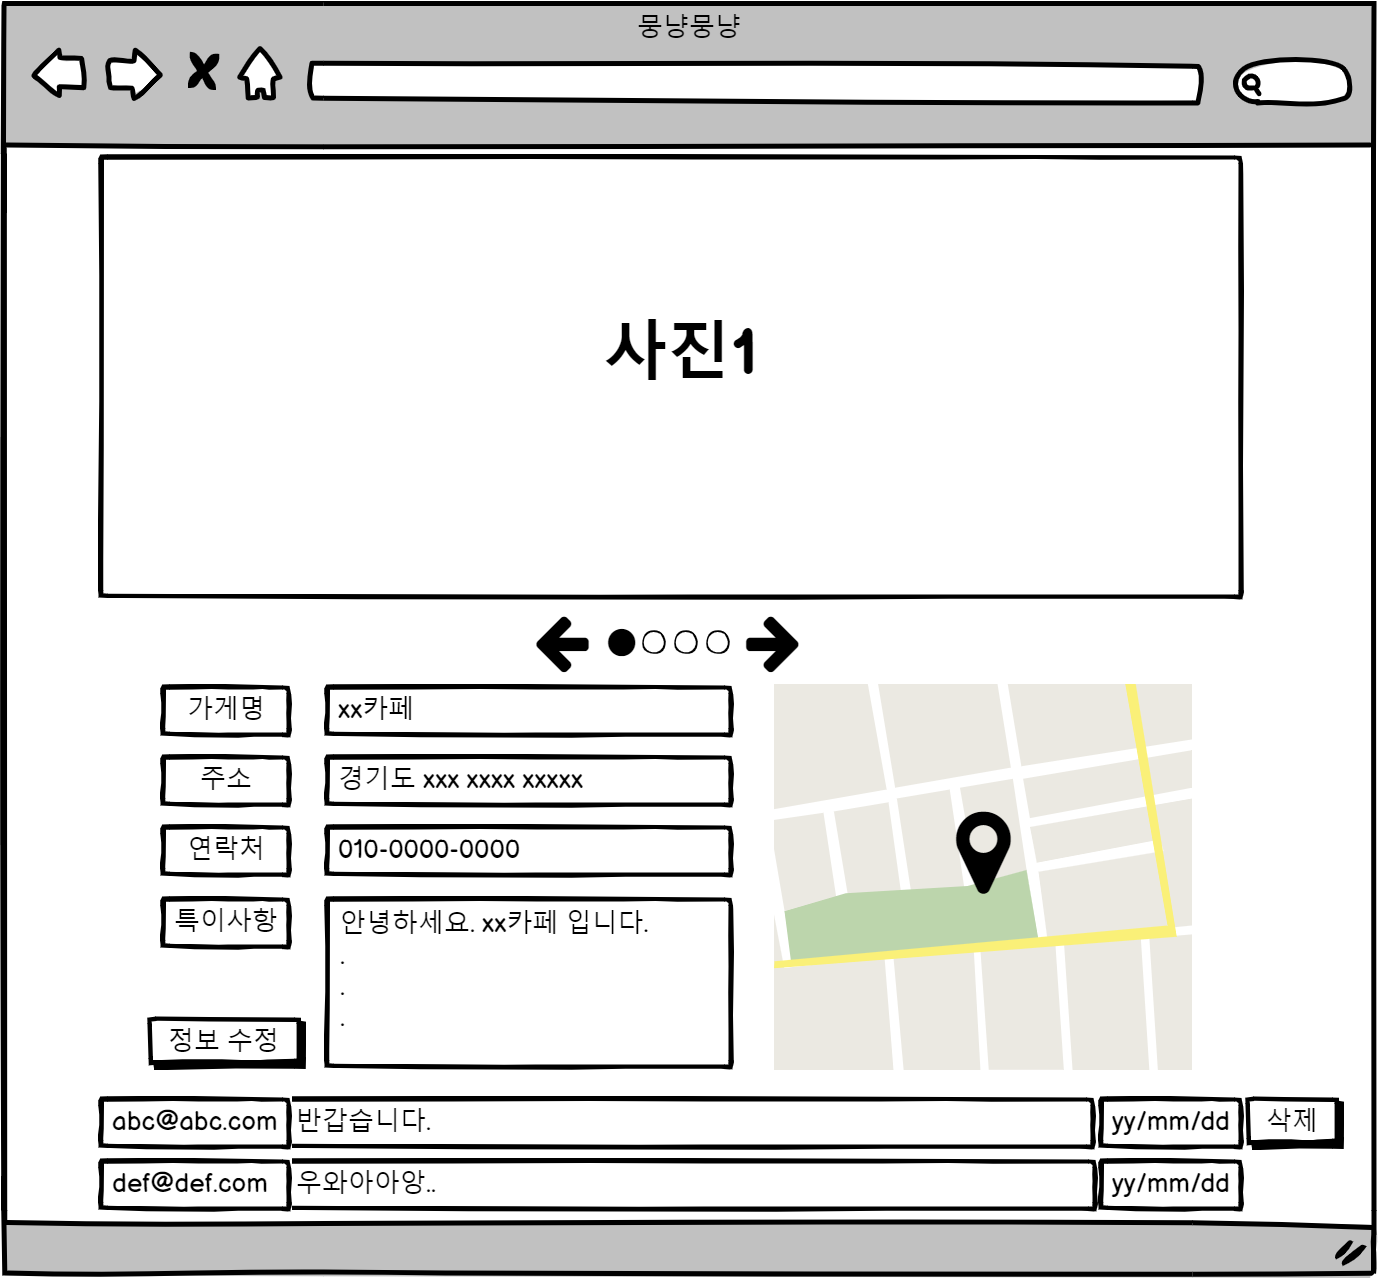 뭉냥뭉냥
사진1
가게명 xx카페
주소 경기도 xxx xxxx xxxxx
연락처 010-0000-0000
특이사항 안녕하세요. xx카페 입니다.
.
.
.
정보 수정
abc@abc.com 반갑습니다. yy/mm/dd 삭제
def@def.com 우와아아앙.. yy/mm/dd